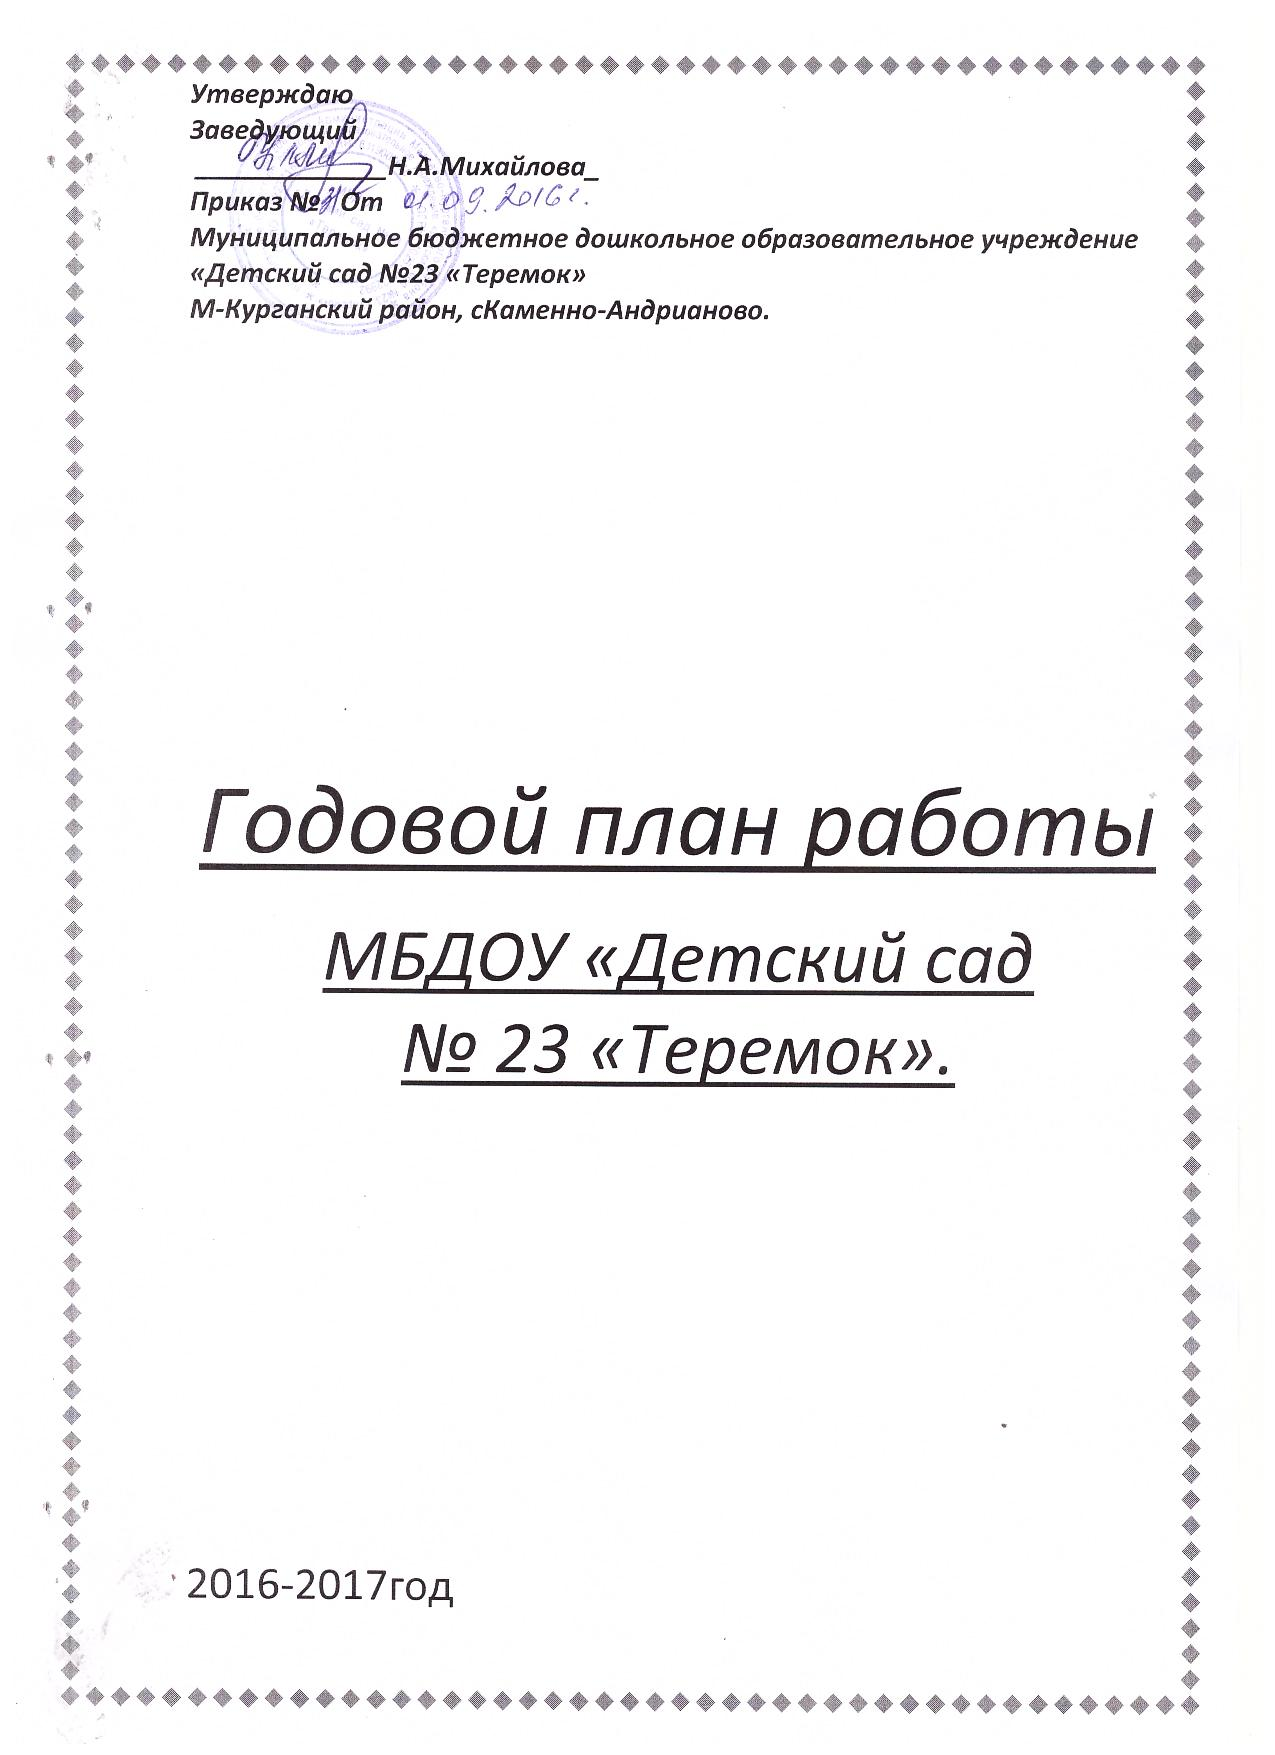 Утверждаю
Заведующий
______________Н.А.Михайлова_
Приказ № От 01.09.2016г.
Муниципальное бюджетное дошкольное образовательное учреждение
«Детский сад №23 «Теремок»
М-Курганский район, сКаменно-Андрианово.
Годовой план работы
МБДОУ «Детский сад
№ 23 «Теремок».
2016-2017год